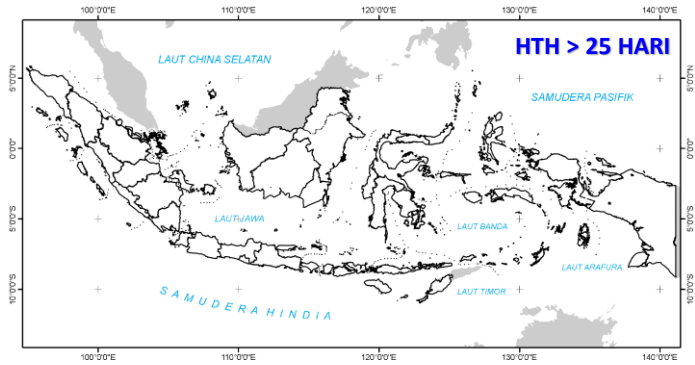 100°0'0"E 110°0'0"E 120°0'0"E 130°0'0"E 140°0'0"E
HTH > 25 HARI
LAUT CHINA SELATAN
SAMUDERA PASIFIK
5°0'0"N 5°0'0"N
0°0'0" 0°0'0"
LAUT JAWA
LAUT BANDA
5°0'0"S 5°0'0"S
LAUT ARAFURA
SAMUDERA HINDIA
LAUT TIMOR
10°0'0"S 10°0'0"S
100°0'0"E 110°0'0"E 120°0'0"E 130°0'0"E 140°0'0"E